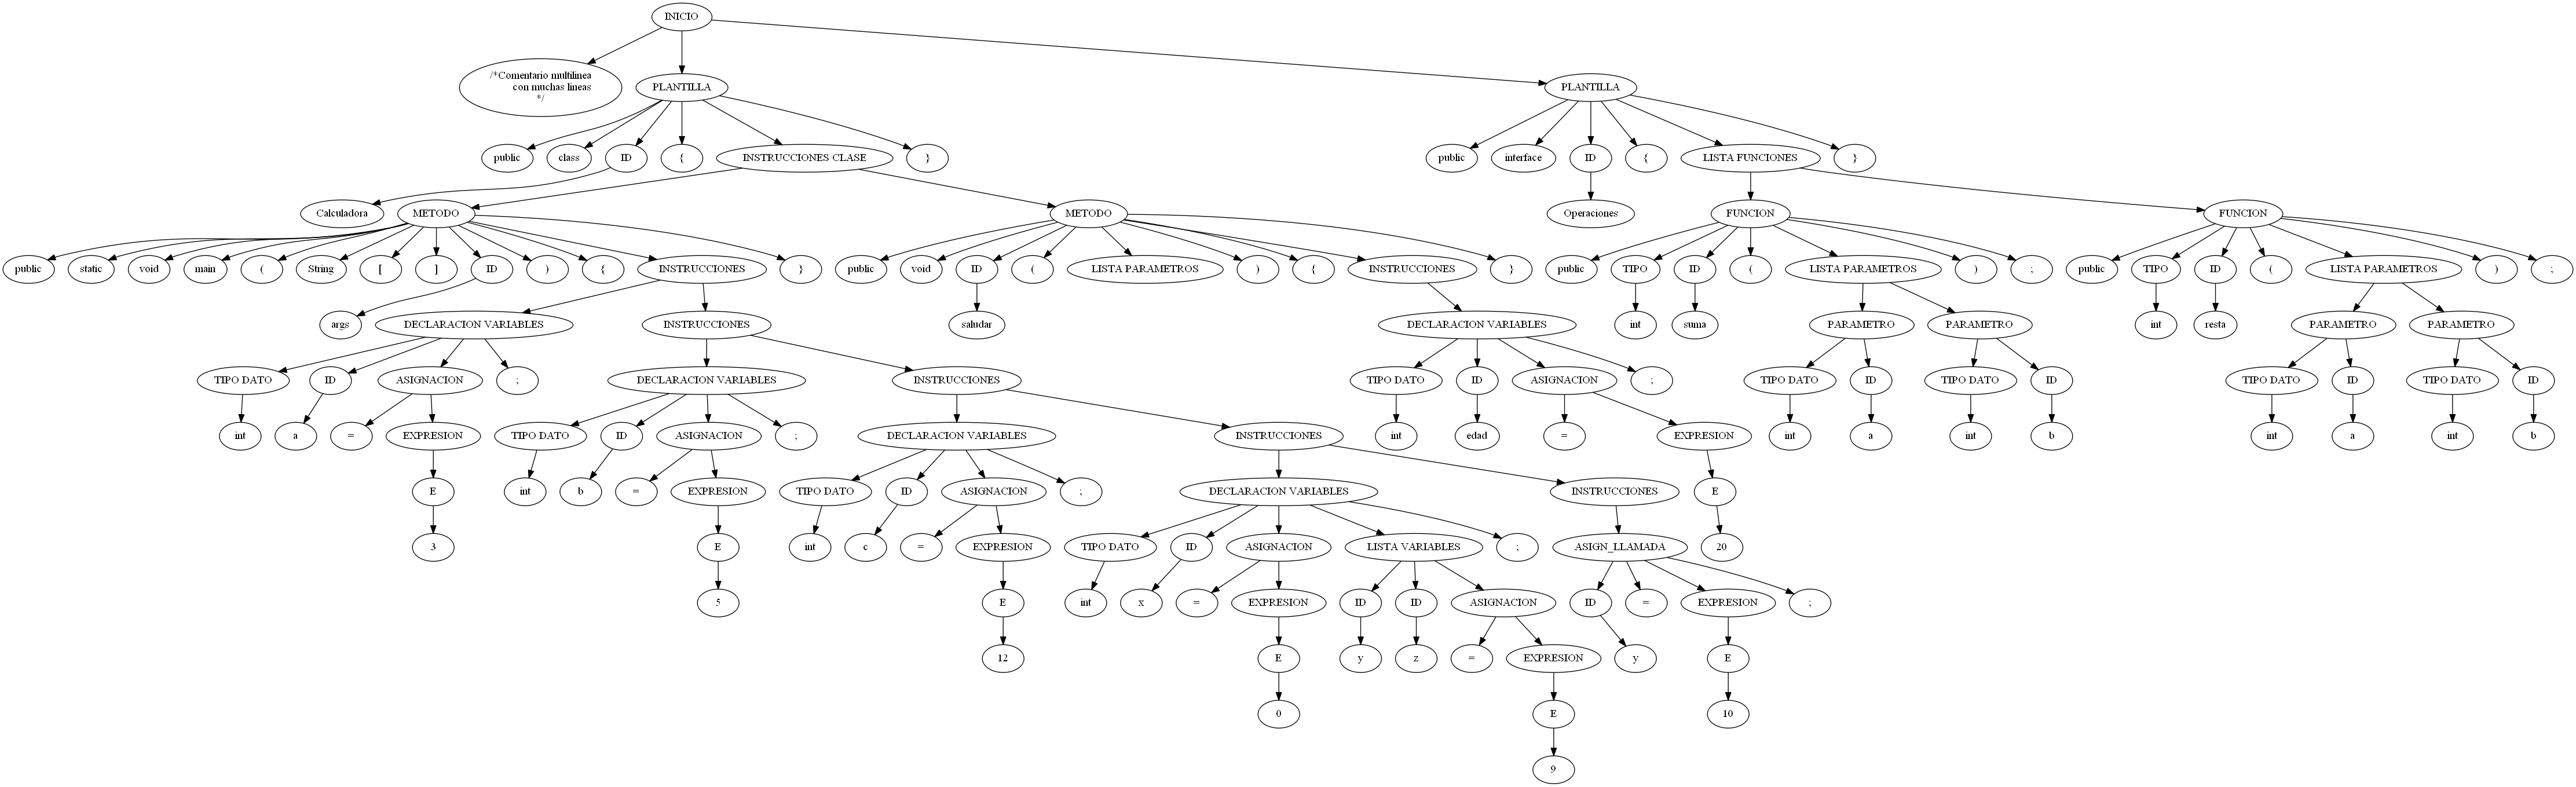 INICIO
/*Comentario multilinea
con muchas lineas
*/
PLANTILLA
PLANTILLA
public
class
ID
{
INSTRUCCIONES CLASE
}
public
interface
ID
{
LISTA FUNCIONES
}
Calculadora
METODO
METODO
Operaciones
FUNCION
FUNCION
public
static
void
main
(
String
[
]
ID
)
{
INSTRUCCIONES
}
public
void
ID
(
LISTA PARAMETROS
)
{
INSTRUCCIONES
}
public
TIPO
ID
(
LISTA PARAMETROS
)
;
public
TIPO
ID
(
LISTA PARAMETROS
)
;
args
DECLARACION VARIABLES
INSTRUCCIONES
saludar
DECLARACION VARIABLES
int
suma
PARAMETRO
PARAMETRO
int
resta
PARAMETRO
PARAMETRO
TIPO DATO
ID
ASIGNACION
;
DECLARACION VARIABLES
INSTRUCCIONES
TIPO DATO
ID
ASIGNACION
;
TIPO DATO
ID
TIPO DATO
ID
TIPO DATO
ID
TIPO DATO
ID
int
a
=
EXPRESION
TIPO DATO
ID
ASIGNACION
;
DECLARACION VARIABLES
INSTRUCCIONES
int
edad
=
EXPRESION
int
a
int
b
int
a
int
b
E
int
b
=
EXPRESION
TIPO DATO
ID
ASIGNACION
;
DECLARACION VARIABLES
INSTRUCCIONES
E
3
E
int
c
=
EXPRESION
TIPO DATO
ID
ASIGNACION
LISTA VARIABLES
;
ASIGN_LLAMADA
20
5
E
int
x
=
EXPRESION
ID
ID
ASIGNACION
ID
=
EXPRESION
;
12
E
y
z
=
EXPRESION
y
E
0
E
10
9